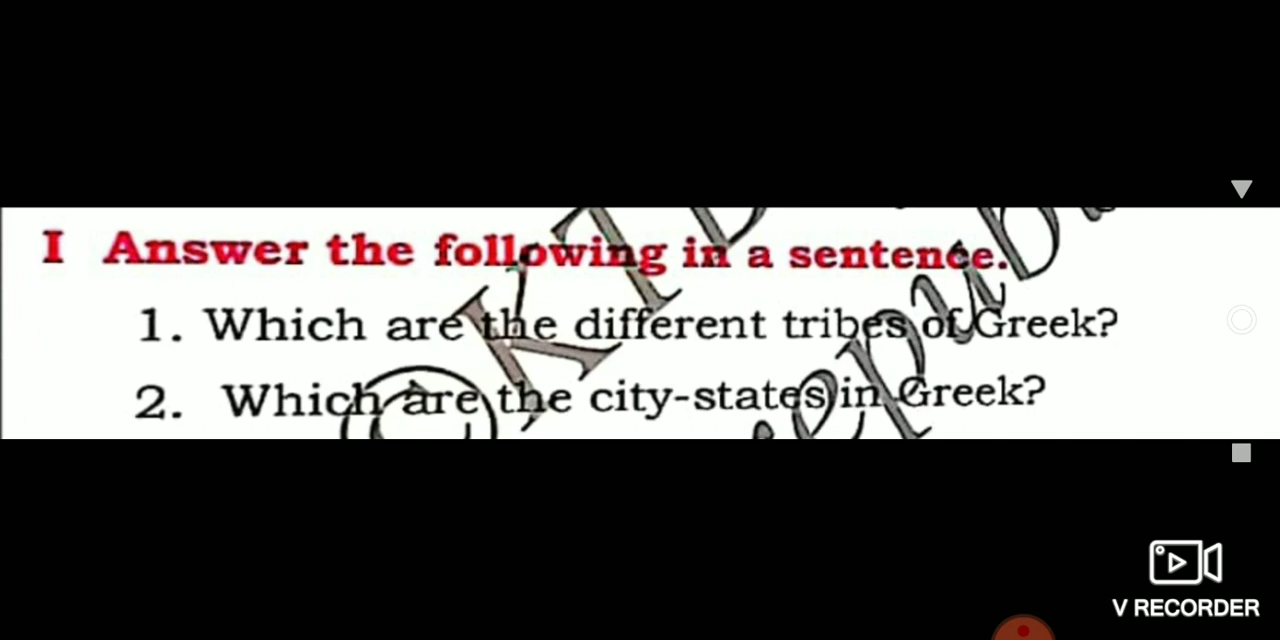 I Answer the following in a sentence.
1. Which are the different tribes of Greek?
2. Which are the city-states in Greek?
V RECORDER